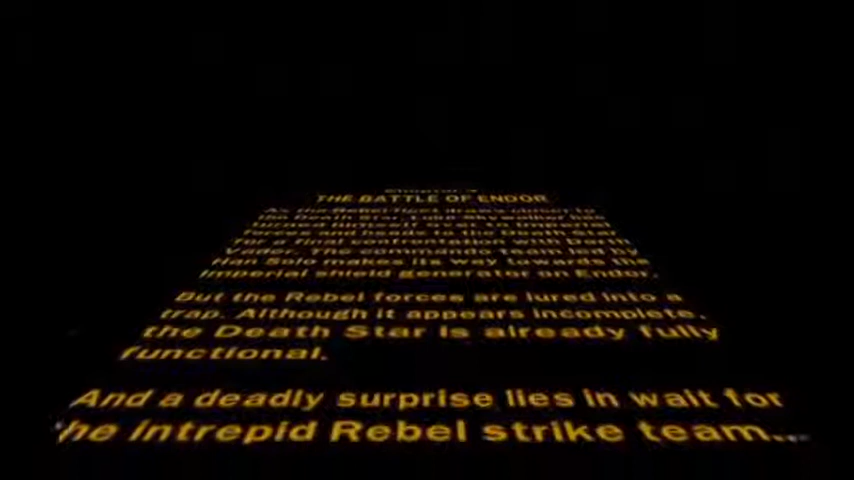 THE BATTLE OF ENDOR
As the Rebel fleet draws closer to
the Death Star, Luke Skywalker has
turned himself over to Imperial
forces and heads to the Death Star
for a final confrontation with Darth
Vader. The commando team led by
Han Solo makes its way towards the
Imperial shield generator on Endor.
But the Rebel forces are lured into a
trap. Although it appears incomplete,
the Death Star is already fully
functional.
And a deadly surprise lies in wait for
he intrepid Rebel strike team...